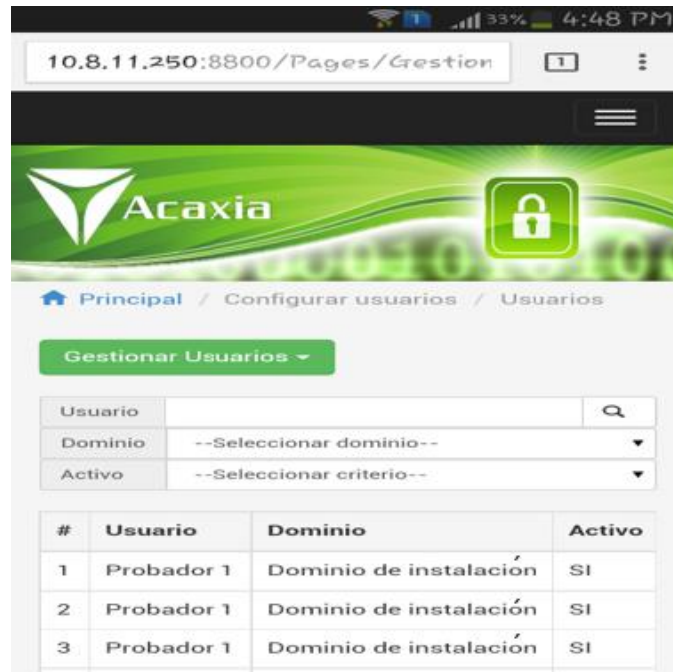 1 33% 4:48 PM
10.8.11.250:8800/Pages/Gestion 1
Acaxia
Principal / Configurar usuarios / Usuarios
Gestionar Usuarios
Usuario
Dominio --Seleccionar dominio--
Activo --Seleccionar criterio--
# Usuario Dominio Activo
1 Probador 1 Dominio de instalación SI
2 Probador 1 Dominio de instalación SI
3 Probador 1 Dominio de instalación SI